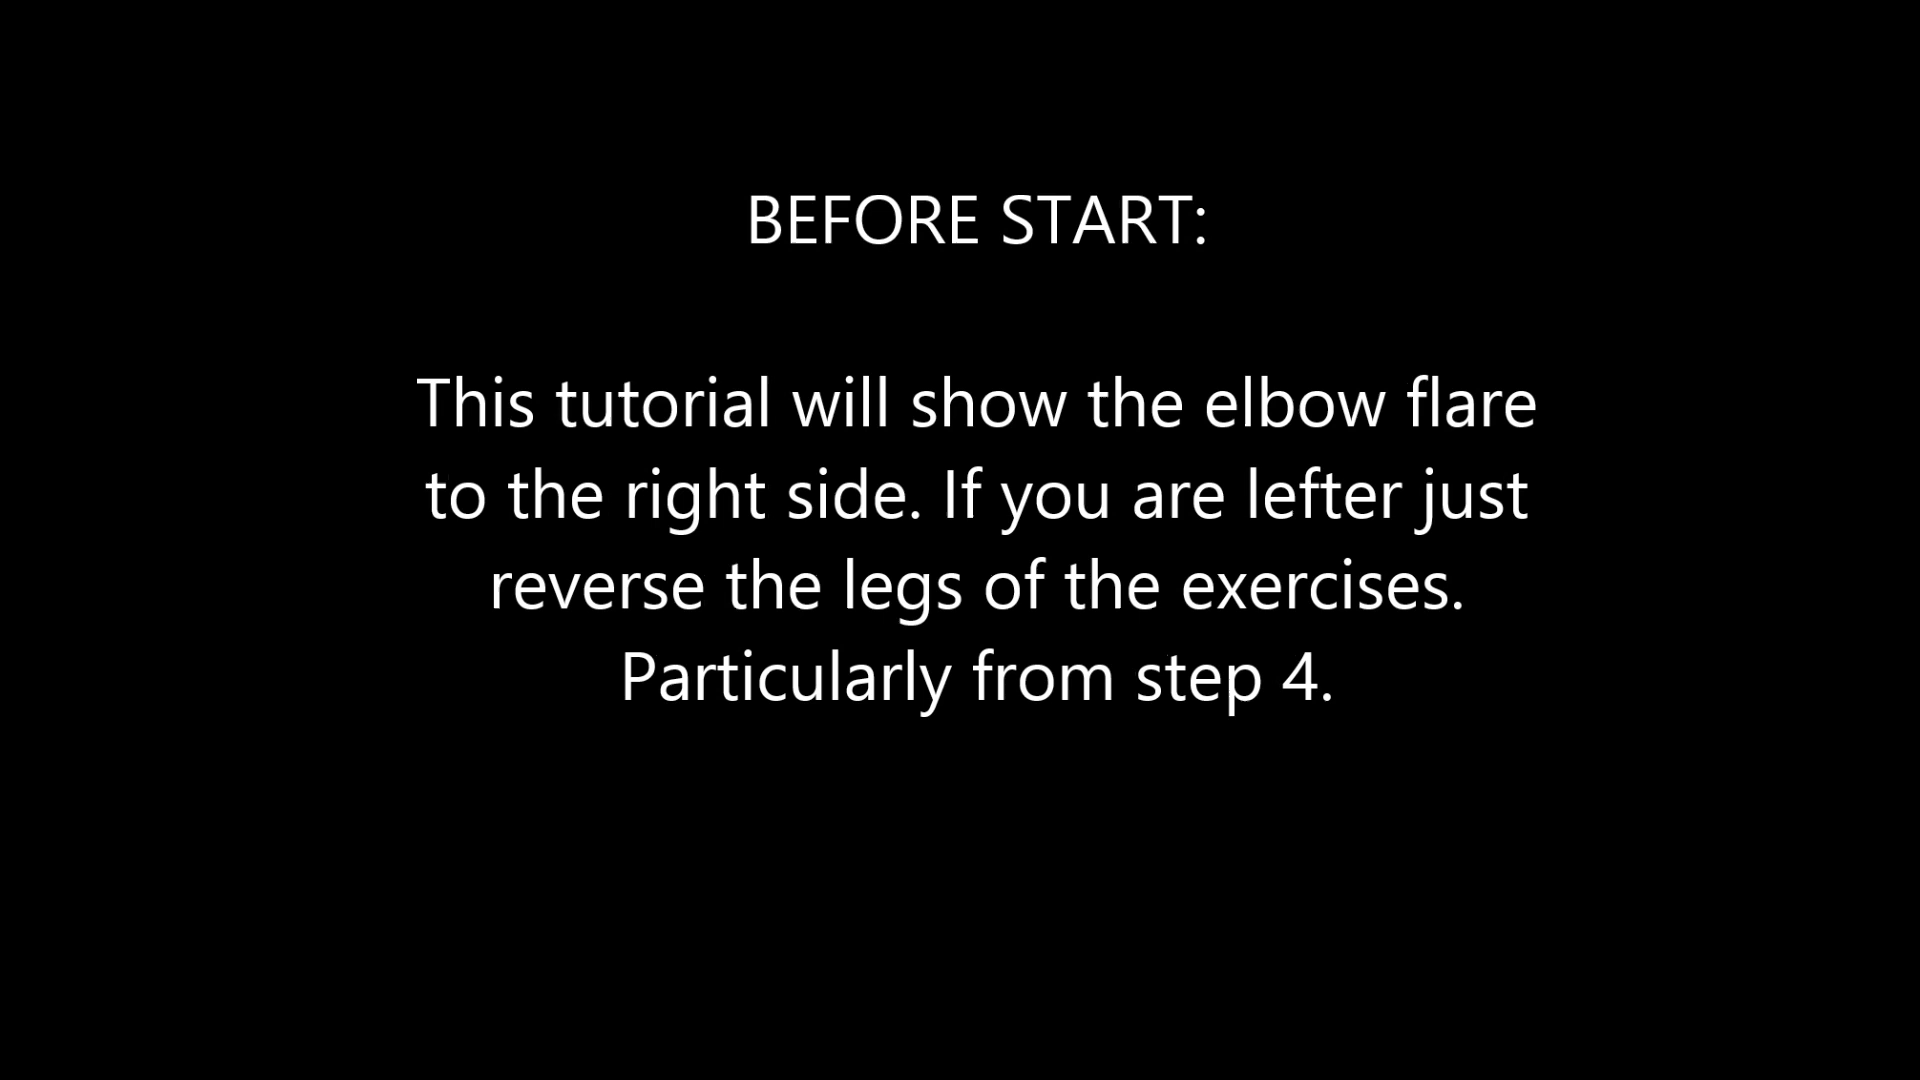 BEFORE START:
This tutorial will show the elbow flare
to the right side. If you are lefter just
reverse the legs of the exercises.
Particularly from step 4.